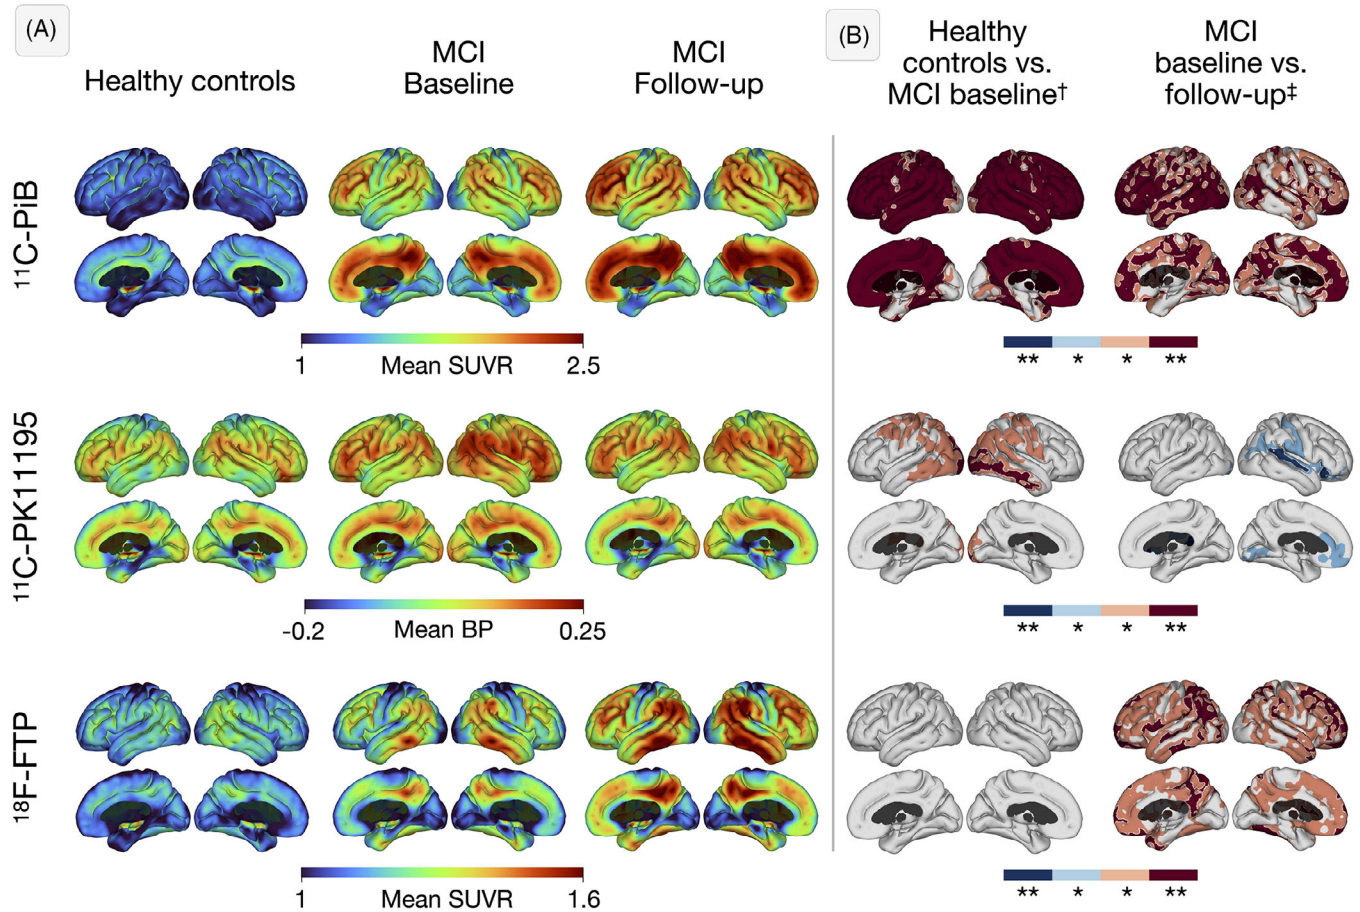 (A)
Healthy controls
MCI
Baseline
MCI
Follow-up
(B)
Healthy
controls vs.
MCI baseline†
MCI
baseline vs.
follow-up‡
¹¹C-PiB
1 Mean SUVR 2.5
** * * **
¹¹C-PK11195
-0.2 Mean BP 0.25
** * * **
¹⁸F-FTP
1 Mean SUVR 1.6
** * * **